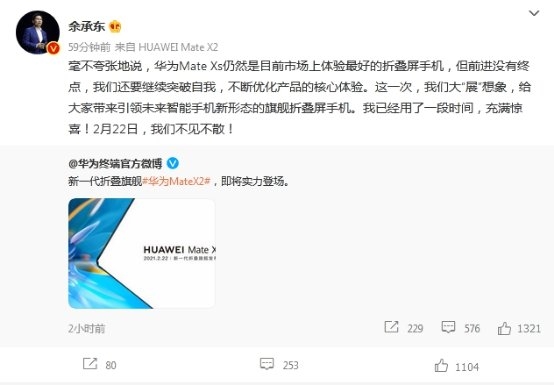 余承东
59分钟前 来自 HUAWEI Mate X2
毫不夸张地说，华为Mate Xs仍然是目前市场上体验最好的折叠屏手机，但前进没有终
点，我们还要继续突破自我，不断优化产品的核心体验。这一次，我们大“展”想象，给
大家带来引领未来智能手机新形态的旗舰折叠屏手机。我已经用了一段时间，充满惊
喜！2月22日，我们不见不散！
@华为终端官方微博
新一代折叠旗舰#华为MateX2#，即将实力登场。
HUAWEI Mate X
2021.2.22
新一代折叠旗舰发布
2小时前
229
576
1321
80
253
1104